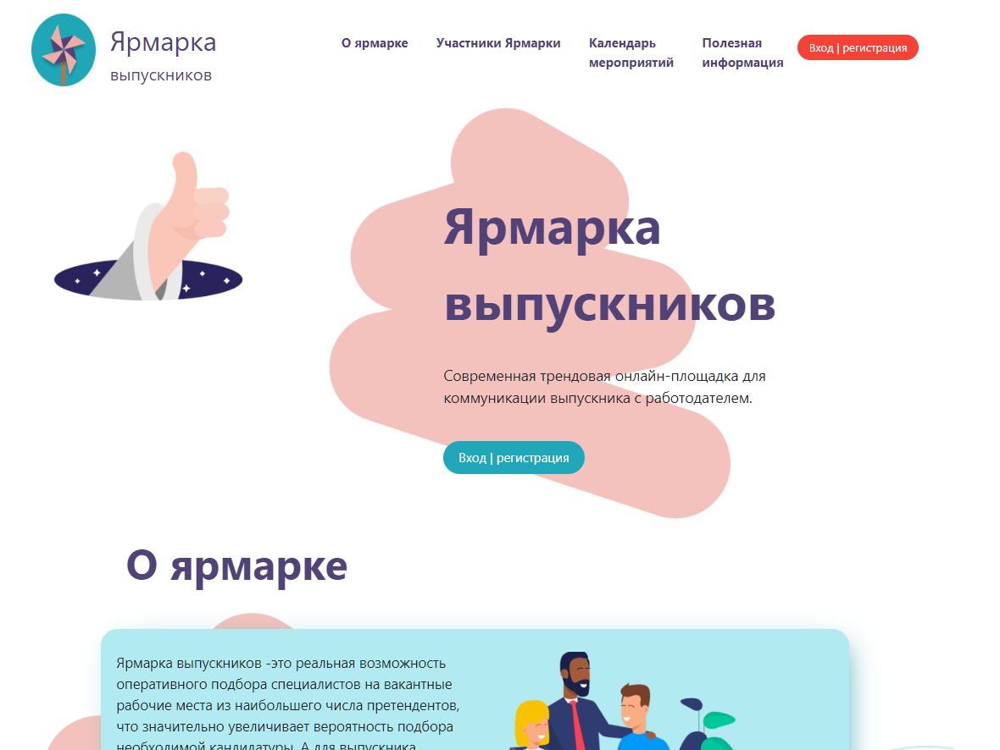 Ярмарка
выпускников
О ярмарке
Участники Ярмарки
Календарь
мероприятий
Полезная
информация
Вход | регистрация
Ярмарка
выпускников
Современная трендовая онлайн-площадка для
коммуникации выпускника с работодателем.
Вход | регистрация
О ярмарке
Ярмарка выпускников -это реальная возможность
оперативного подбора специалистов на вакантные
рабочие места из наибольшего числа претендентов,
что значительно увеличивает вероятность подбора
необходимой кандидатуры. А для выпускника